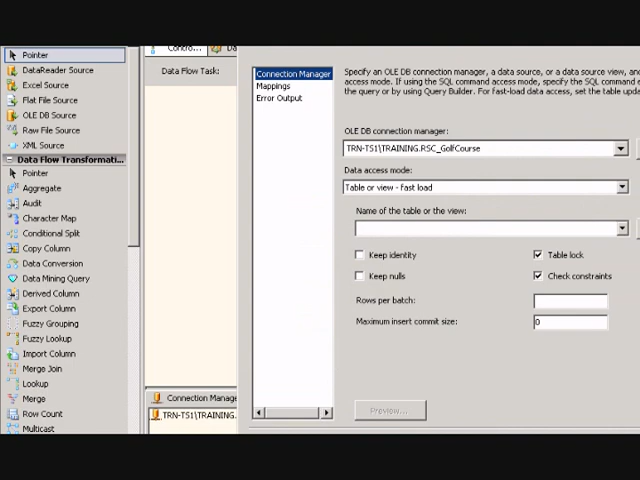 Pointer
DataReader Source
Excel Source
Flat File Source
OLE DB Source
Raw File Source
XML Source
Data Flow Transformati...
Pointer
Aggregate
Audit
Character Map
Conditional Split
Copy Column
Data Conversion
Data Mining Query
Derived Column
Export Column
Fuzzy Grouping
Fuzzy Lookup
Import Column
Merge Join
Lookup
Merge
Row Count
Multicast
Contro...
Da
Data Flow Task:
Connection Manage
TRN-TS1\TRAINING.
Connection Manager
Mappings
Error Output
Specify an OLE DB connection manager, a data source, or a data source view, an
access mode. If using the SQL command access mode, specify the SQL command e
the query or by using Query Builder. For fast-load data access, set the table upda
OLE DB connection manager:
TRN-TS1\TRAINING.RSC_GolfCourse
Data access mode:
Table or view - fast load
Name of the table or the view:
Keep identity
Table lock
Keep nulls
Check constraints
Rows per batch:
Maximum insert commit size:
0
Preview...